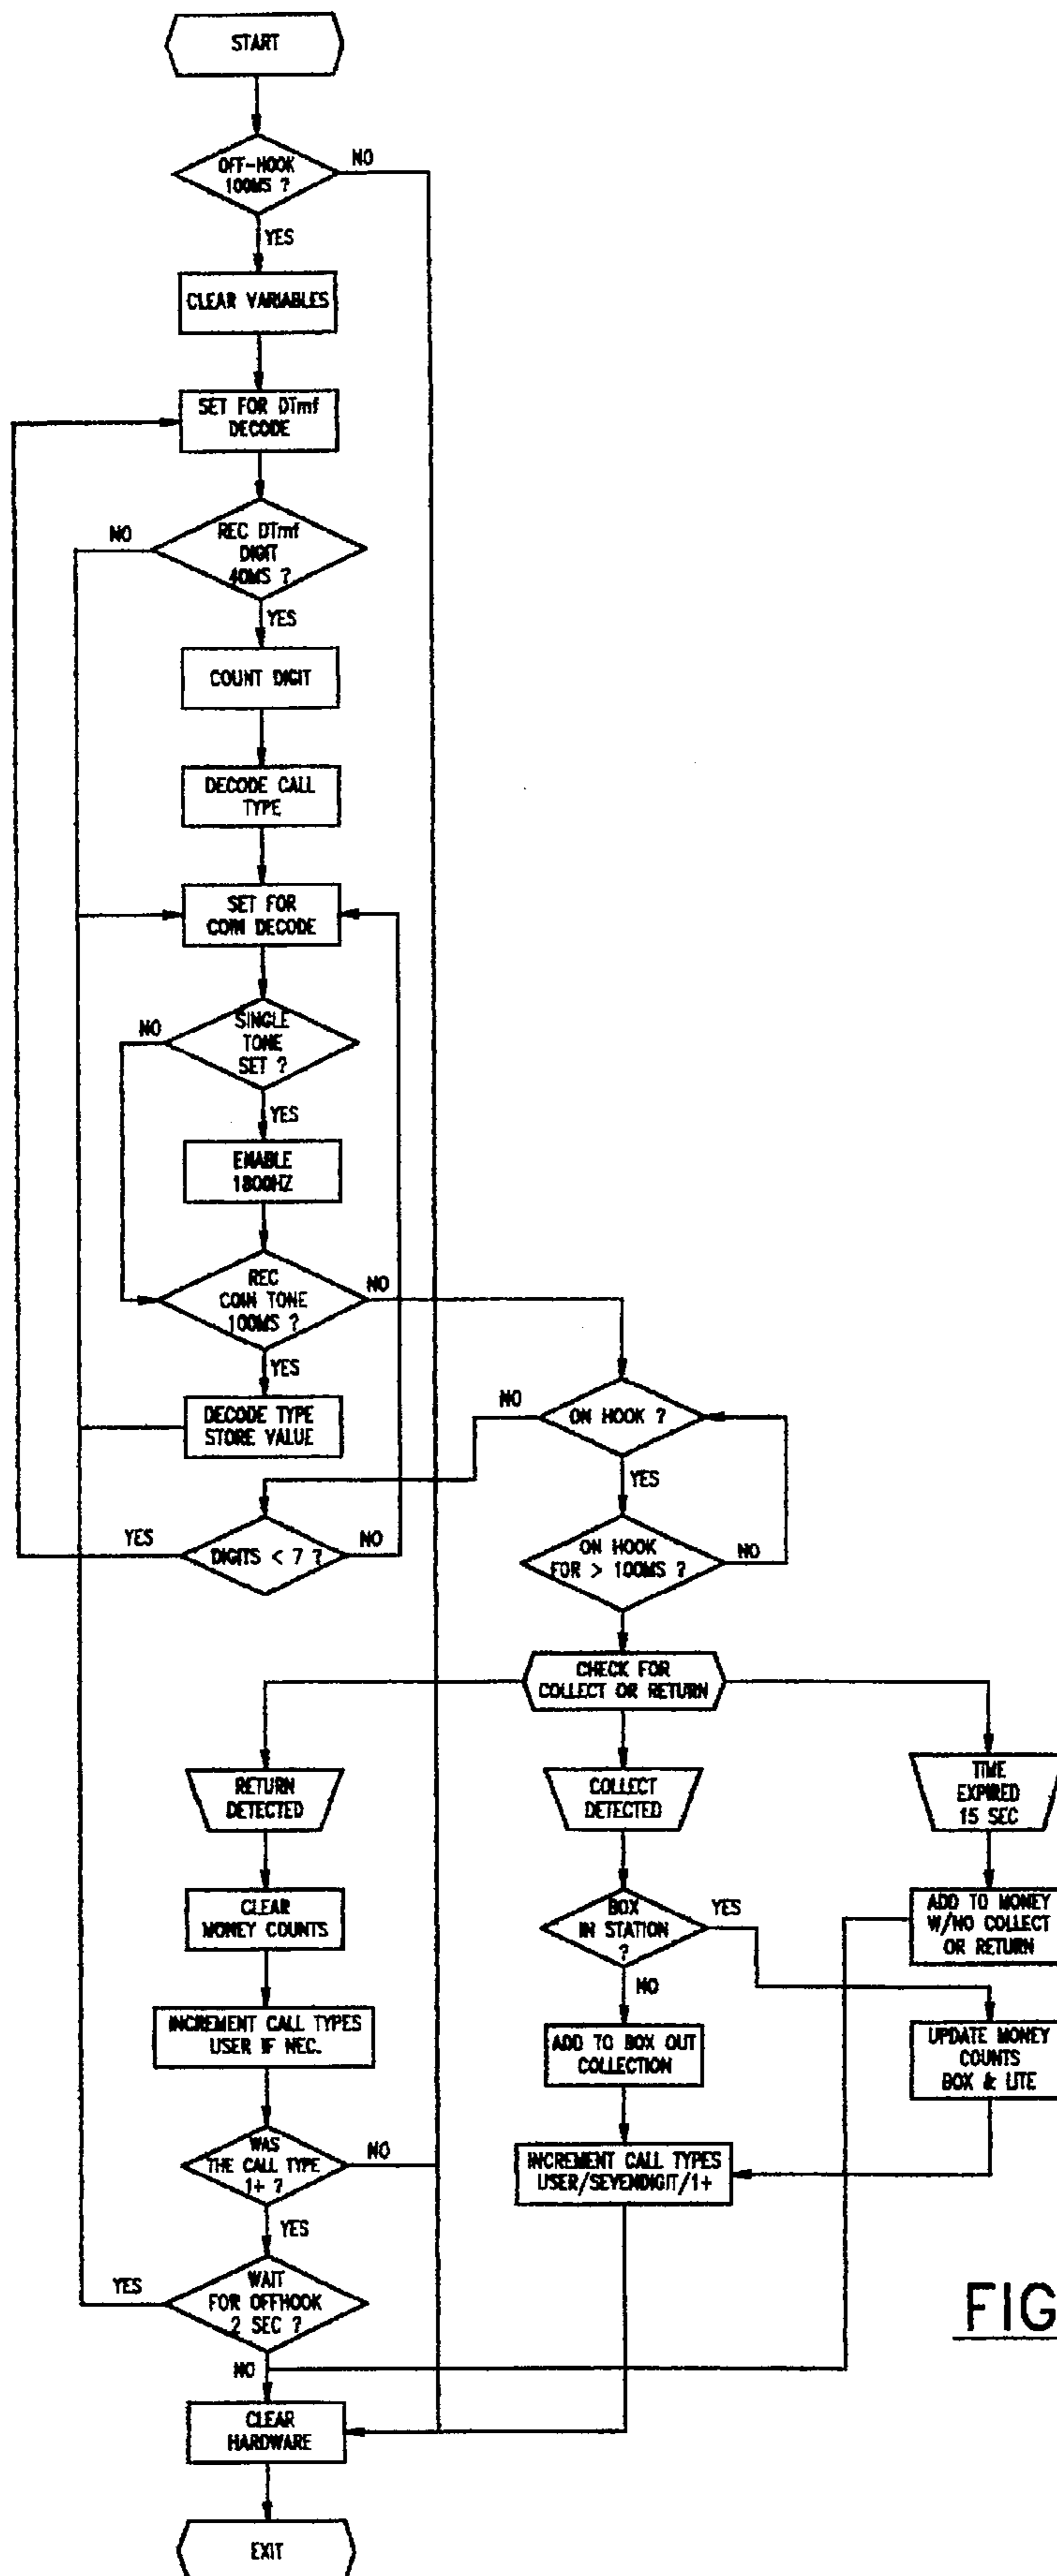 START
OFF-HOOK
100MS ?
NO
YES
CLEAR VARIABLES
SET FOR DTmf
DECODE
NO
REC DTmf
DIGIT
40MS ?
YES
COUNT DIGIT
DECODE CALL
TYPE
SET FOR
COIN DECODE
NO
SINGLE
TONE
SET ?
YES
ENABLE
1800HZ
REC
COIN TONE
100MS ?
NO
YES
DECODE TYPE
STORE VALUE
NO
ON HOOK ?
YES
YES
DIGITS < 7 ?
NO
ON HOOK
FOR > 100MS ?
NO
CHECK FOR
COLLECT OR RETURN
RETURN
DETECTED
COLLECT
DETECTED
TIME
EXPIRED
15 SEC
CLEAR
MONEY COUNTS
BOX
IN STATION
?
YES
NO
ADD TO MONEY
W/NO COLLECT
OR RETURN
INCREMENT CALL TYPES
USER IF NEC.
ADD TO BOX OUT
COLLECTION
UPDATE MONEY
COUNTS
BOX & LITE
WAS
THE CALL TYPE
1+ ?
NO
YES
INCREMENT CALL TYPES
USER/SEVENDIGIT/1+
YES
WAIT
FOR OFFHOOK
2 SEC ?
NO
FIG
CLEAR
HARDWARE
EXIT